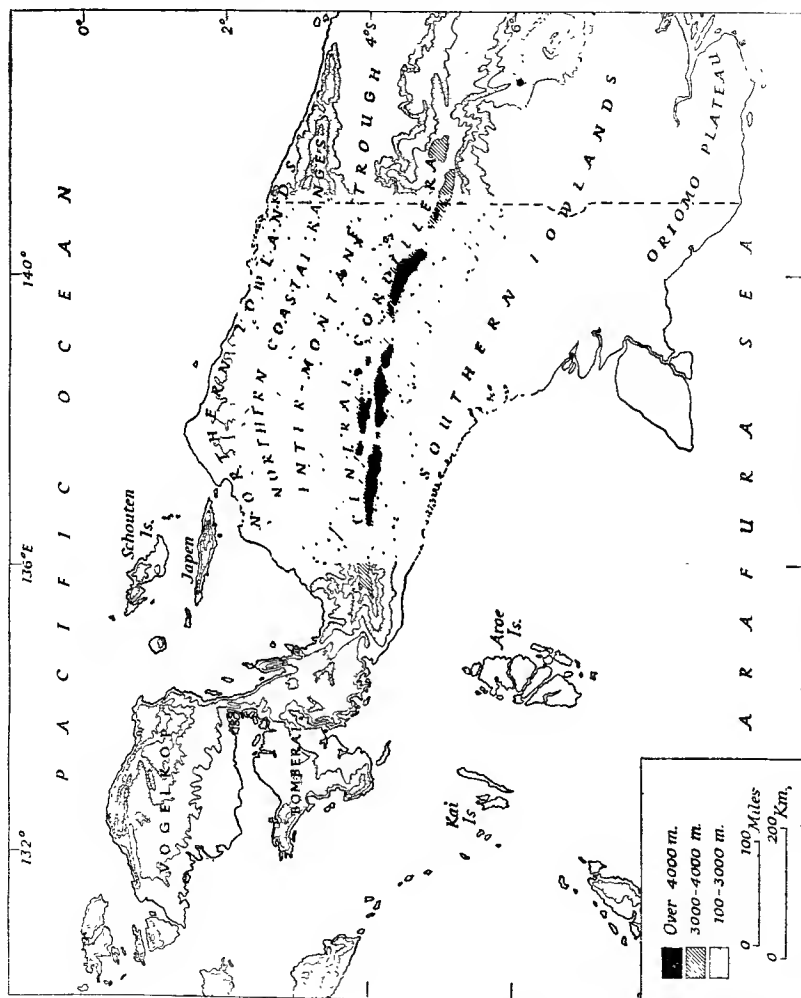 132°
136°E
140°
0°
2°
4°S
6°
PACIFIC OCEAN
Schouten
Is.
Japen
VOGELKOP
BOMBERAI
NORTHERN LOWLANDS
NORTHERN COASTAL RANGES
INTER-MONTANE TROUGH
CENTRAL CORDILLERA
SOUTHERN LOWLANDS
ORIOMO PLATEAU
Aroe
Is.
Kai
Is
ARAFURA SEA
Over 4000 m.
3000-4000 m.
100-3000 m.
0 100 Miles
0 200 Km,